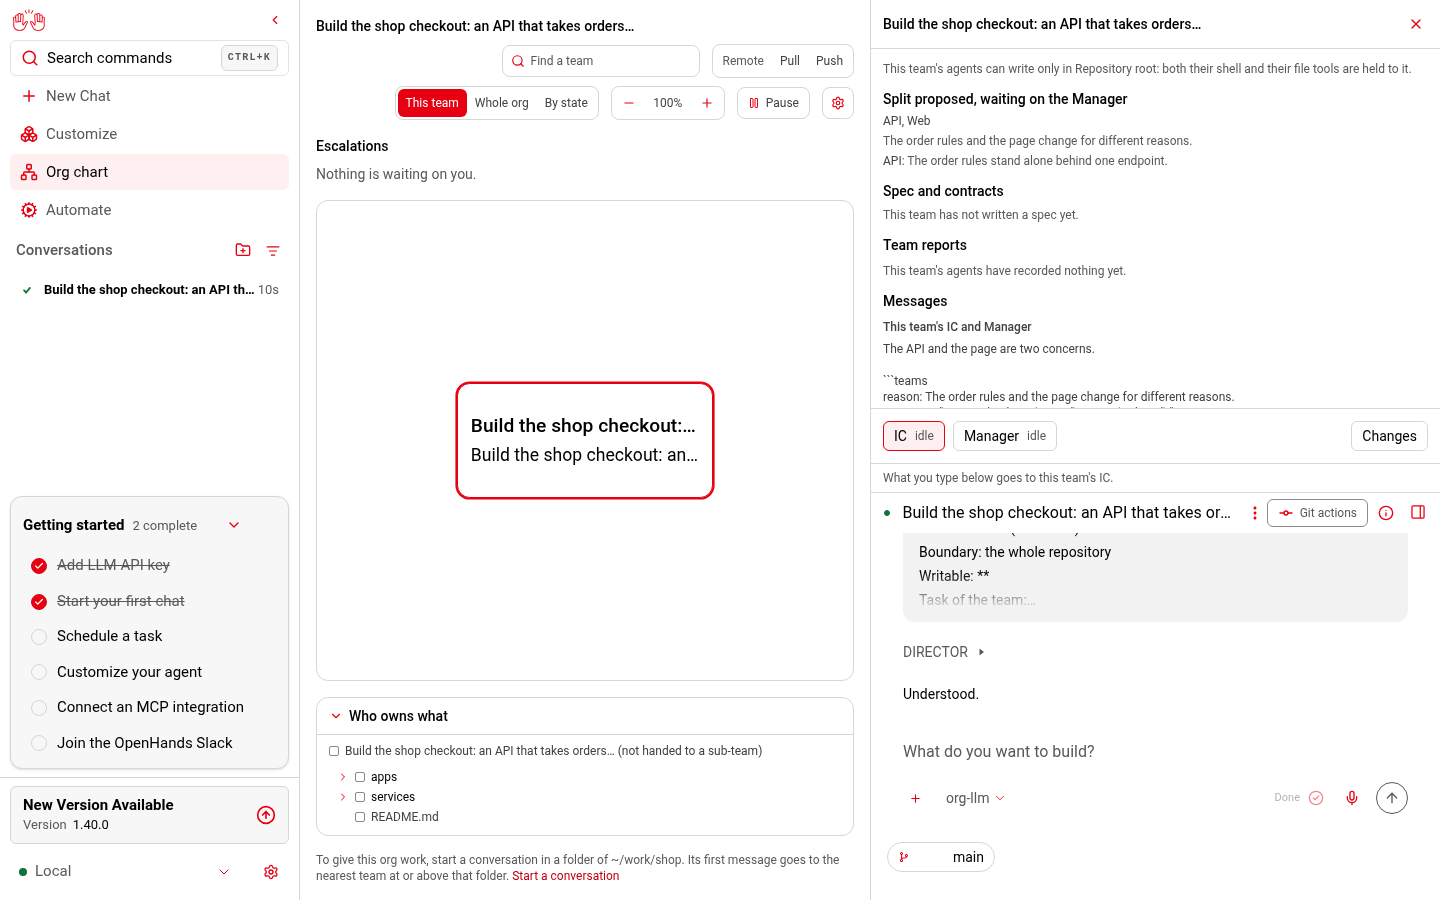 Search commands
CTRL+K
New Chat
Customize
Org chart
Automate
Conversations
Build the shop checkout: an API th... 10s
Getting started 2 complete
Add LLM API key
Start your first chat
Schedule a task
Customize your agent
Connect an MCP integration
Join the OpenHands Slack
New Version Available
Version 1.40.0
Local
Build the shop checkout: an API that takes orders...
Find a team
Remote Pull Push
This team Whole org By state
100%
Pause
Escalations
Nothing is waiting on you.
Build the shop checkout:...
Build the shop checkout: an...
Who owns what
Build the shop checkout: an API that takes orders... (not handed to a sub-team)
apps
services
README.md
To give this org work, start a conversation in a folder of ~/work/shop. Its first message goes to the
nearest team at or above that folder. Start a conversation
Build the shop checkout: an API that takes orders...
This team's agents can write only in Repository root: both their shell and their file tools are held to it.
Split proposed, waiting on the Manager
API, Web
The order rules and the page change for different reasons.
API: The order rules stand alone behind one endpoint.
Spec and contracts
This team has not written a spec yet.
Team reports
This team's agents have recorded nothing yet.
Messages
This team's IC and Manager
The API and the page are two concerns.
```teams
reason: The order rules and the page change for different reasons.
IC idle
Manager idle
Changes
What you type below goes to this team's IC.
Build the shop checkout: an API that takes or...
Git actions
Boundary: the whole repository
Writable: **
Task of the team:...
DIRECTOR
Understood.
What do you want to build?
org-llm
Done
main